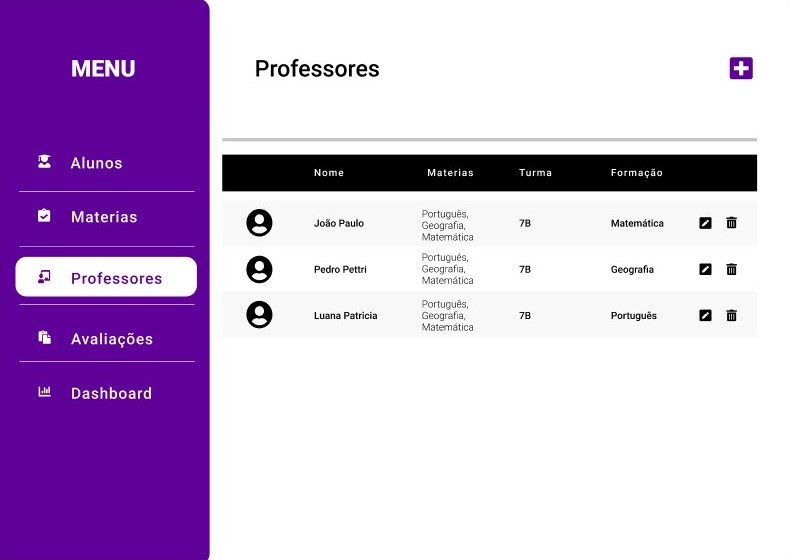 MENU
Alunos
Materias
Professores
Avaliações
Dashboard
Professores
Nome Materias Turma Formação
João Paulo
Português,
Geografia,
Matemática
7B
Matemática
Pedro Pettri
Português,
Geografia,
Matemática
7B
Geografia
Luana Patricia
Português,
Geografia,
Matemática
7B
Português